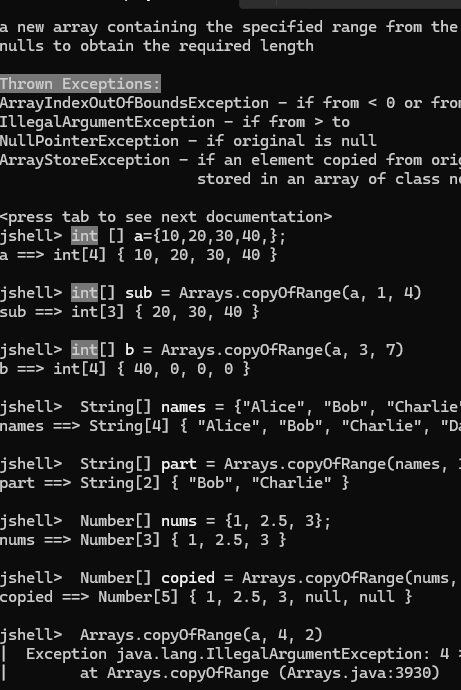 a new array containing the specified range from the
nulls to obtain the required length
Thrown Exceptions:
ArrayIndexOutOfBoundsException - if from < 0 or from
IllegalArgumentException - if from > to
NullPointerException - if original is null
ArrayStoreException - if an element copied from orig
stored in an array of class
<press tab to see next documentation>
jshell> int [] a={10,20,30,40,};
a ==> int[4] { 10, 20, 30, 40 }
jshell> int[] sub = Arrays.copyOfRange(a, 1, 4)
sub ==> int[3] { 20, 30, 40 }
jshell> int[] b = Arrays.copyOfRange(a, 3, 7)
b ==> int[4] { 40, 0, 0, 0 }
jshell>  String[] names = {"Alice", "Bob", "Charlie"
names ==> String[4] { "Alice", "Bob", "Charlie", "Da
jshell>  String[] part = Arrays.copyOfRange(names, 1
part ==> String[2] { "Bob", "Charlie" }
jshell>  Number[] nums = {1, 2.5, 3};
nums ==> Number[3] { 1, 2.5, 3 }
jshell>  Number[] copied = Arrays.copyOfRange(nums,
copied ==> Number[5] { 1, 2.5, 3, null, null }
jshell>  Arrays.copyOfRange(a, 4, 2)
|  Exception java.lang.IllegalArgumentException: 4 >
|        at Arrays.copyOfRange (Arrays.java:3930)